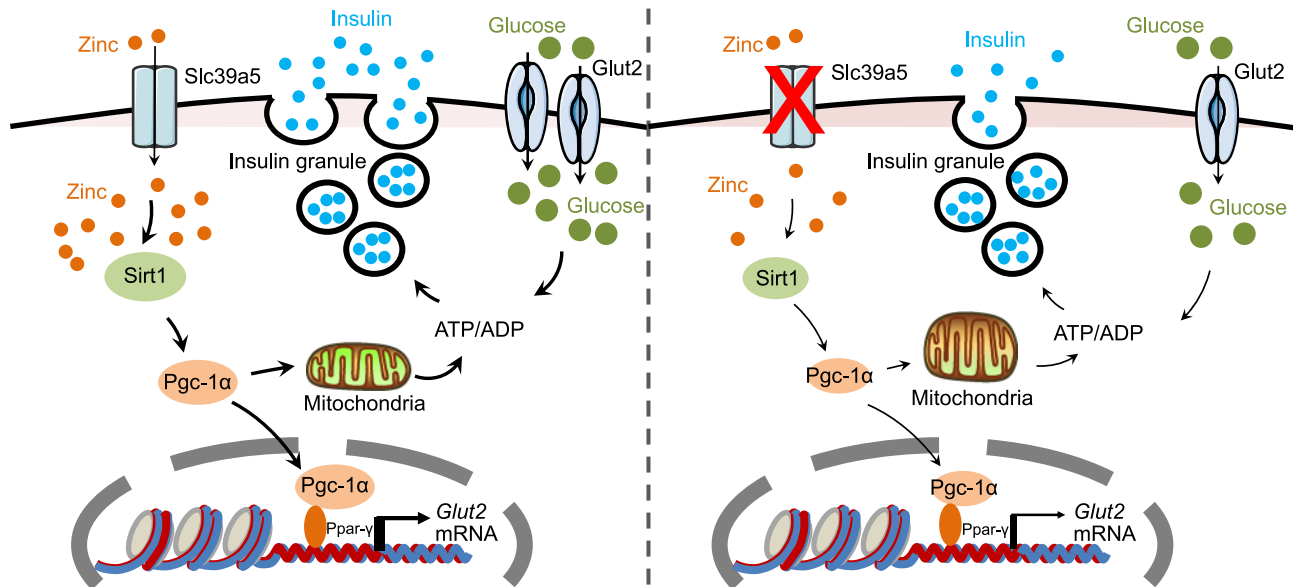 Zinc
Slc39a5
Insulin
Glucose
Glut2
Insulin granule
Zinc
Glucose
Sirt1
ATP/ADP
Pgc-1α
Mitochondria
Pgc-1α
Ppar-γ
Glut2
mRNA
Zinc
Slc39a5
Insulin
Glucose
Glut2
Insulin granule
Zinc
Glucose
Sirt1
ATP/ADP
Pgc-1α
Mitochondria
Pgc-1α
Ppar-γ
Glut2
mRNA